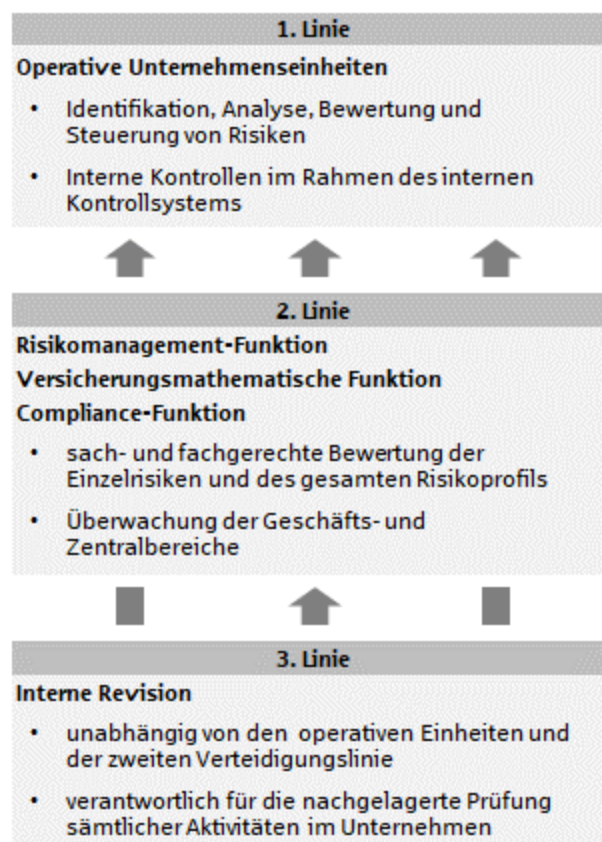 1. Linie
Operative Unternehmenseinheiten
• Identifikation, Analyse, Bewertung und
Steuerung von Risiken
• Interne Kontrollen im Rahmen des internen
Kontrollsystems
2. Linie
Risikomanagement-Funktion
Versicherungsmathematische Funktion
Compliance-Funktion
• sach- und fachgerechte Bewertung der
Einzelrisiken und des gesamten Risikoprofils
• Überwachung der Geschäfts- und
Zentralbereiche
3. Linie
Interne Revision
• unabhängig von den operativen Einheiten und
der zweiten Verteidigungslinie
• verantwortlich für die nachgelagerte Prüfung
sämtlicher Aktivitäten im Unternehmen